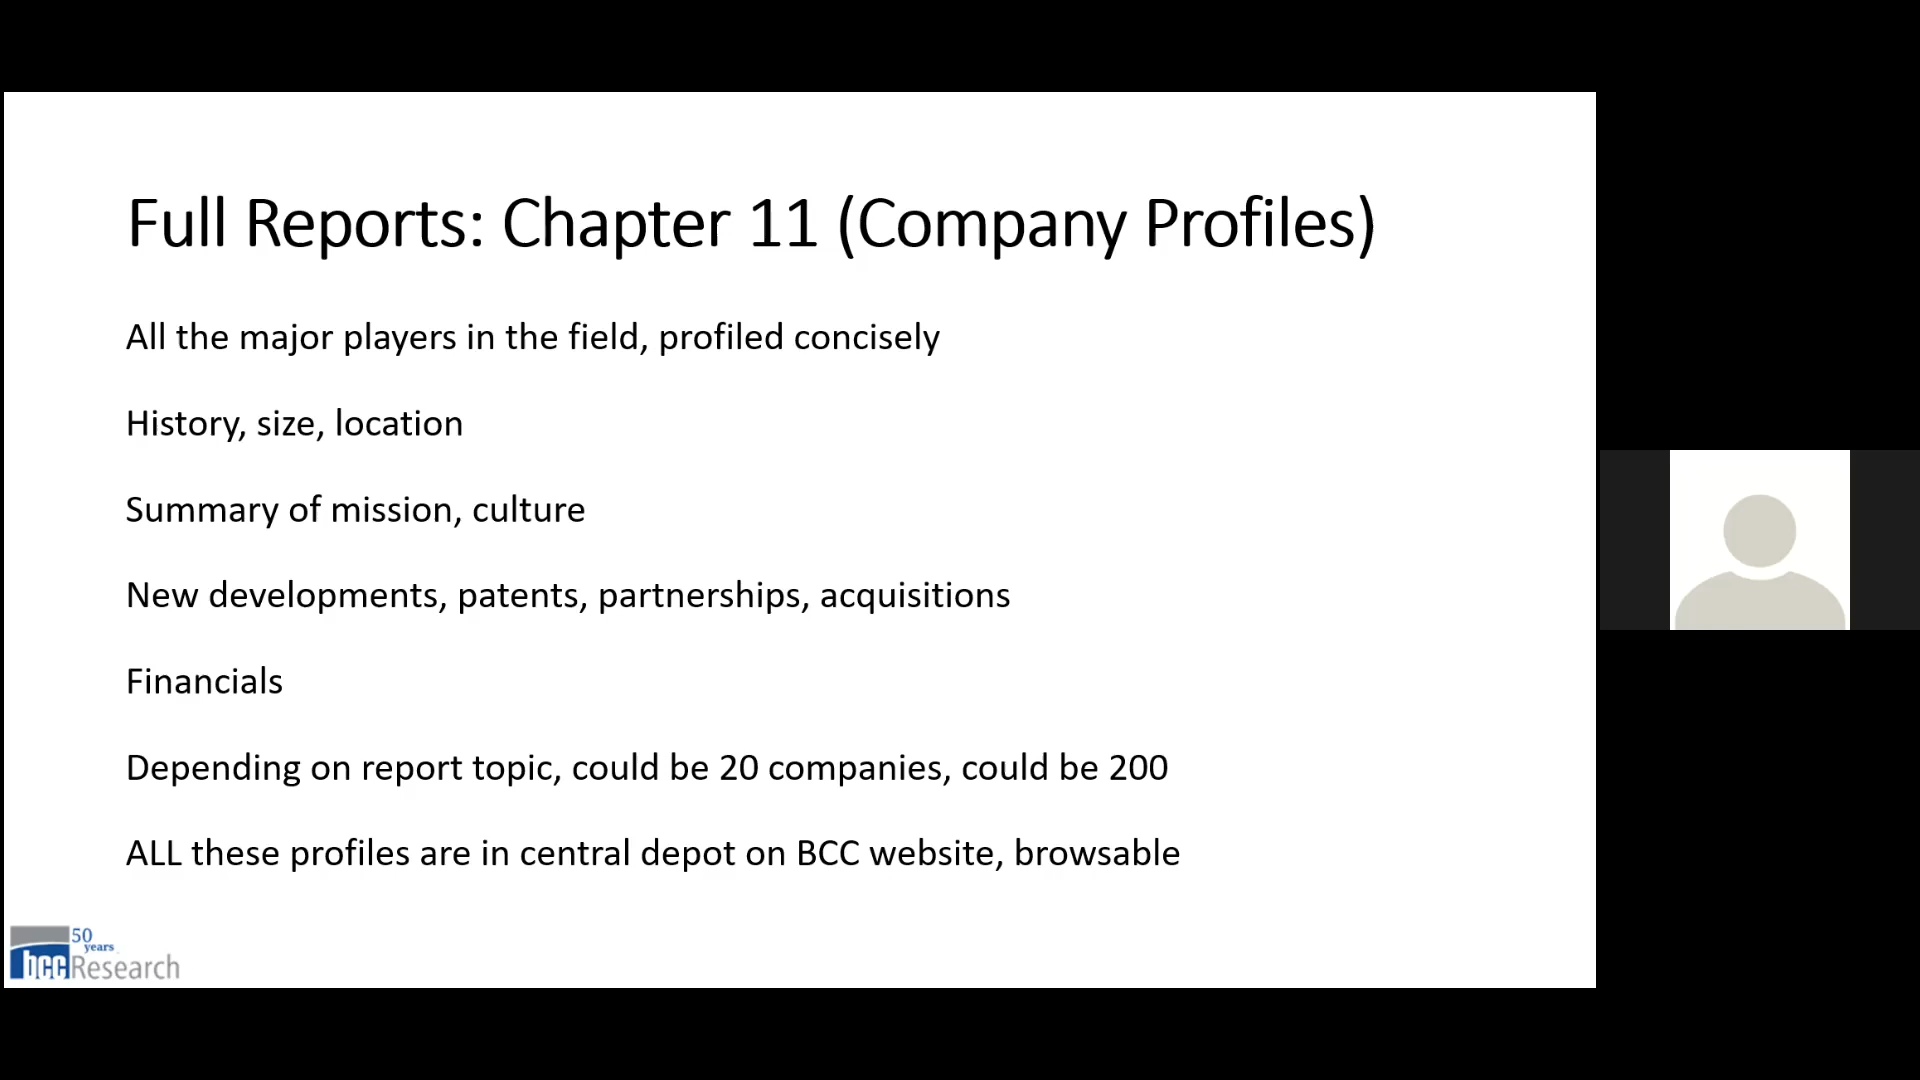 Full Reports: Chapter 11 (Company Profiles)
All the major players in the field, profiled concisely
History, size, location
Summary of mission, culture
New developments, patents, partnerships, acquisitions
Financials
Depending on report topic, could be 20 companies, could be 200
ALL these profiles are in central depot on BCC website, browsable
50
years
bccResearch